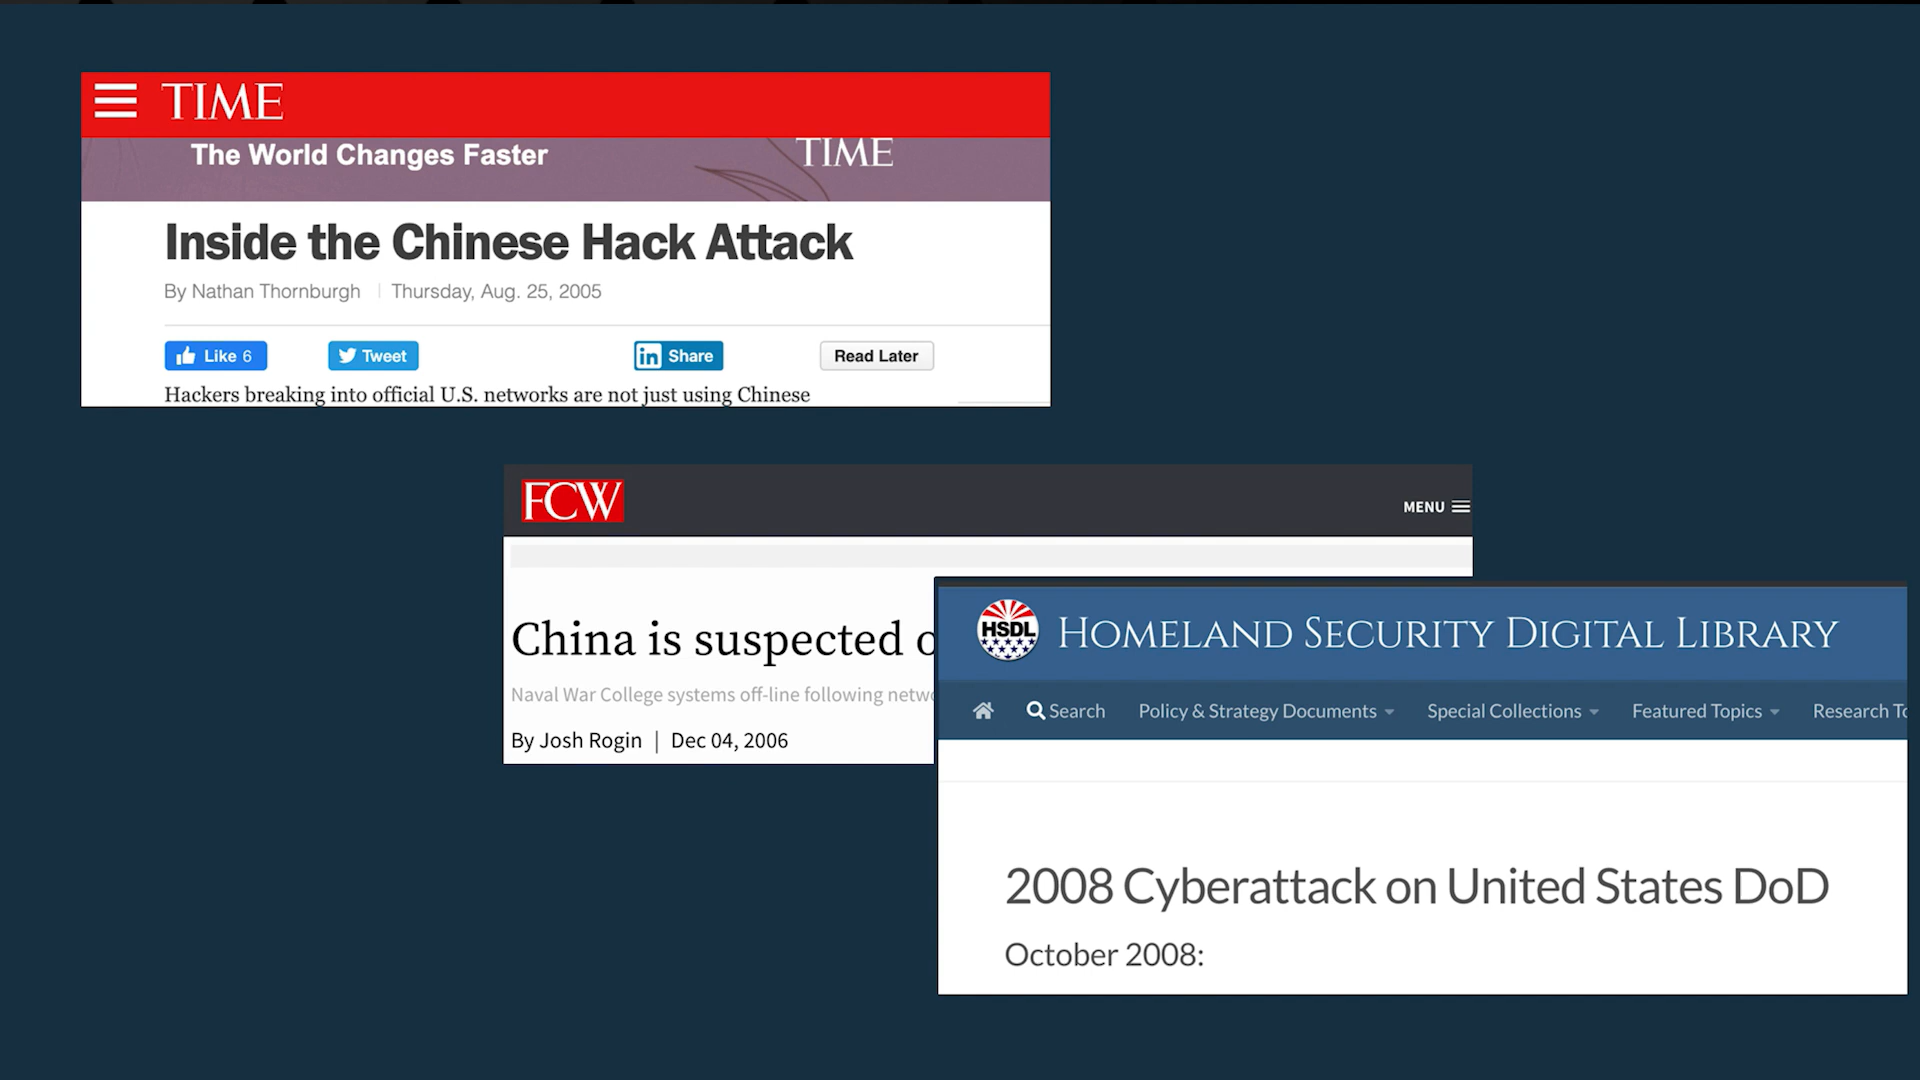 TIME
The World Changes Faster
TIME
Inside the Chinese Hack Attack
By Nathan Thornburgh | Thursday, Aug. 25, 2005
Like 6
Tweet
in Share
Read Later
Hackers breaking into official U.S. networks are not just using Chinese
FCW
MENU
China is suspected
Naval War College systems off-line following
By Josh Rogin | Dec 04, 2006
HSDL
HOMELAND SECURITY DIGITAL LIBRARY
Search
Policy & Strategy Documents
Special Collections
Featured Topics
Research
2008 Cyberattack on United States DoD
October 2008: